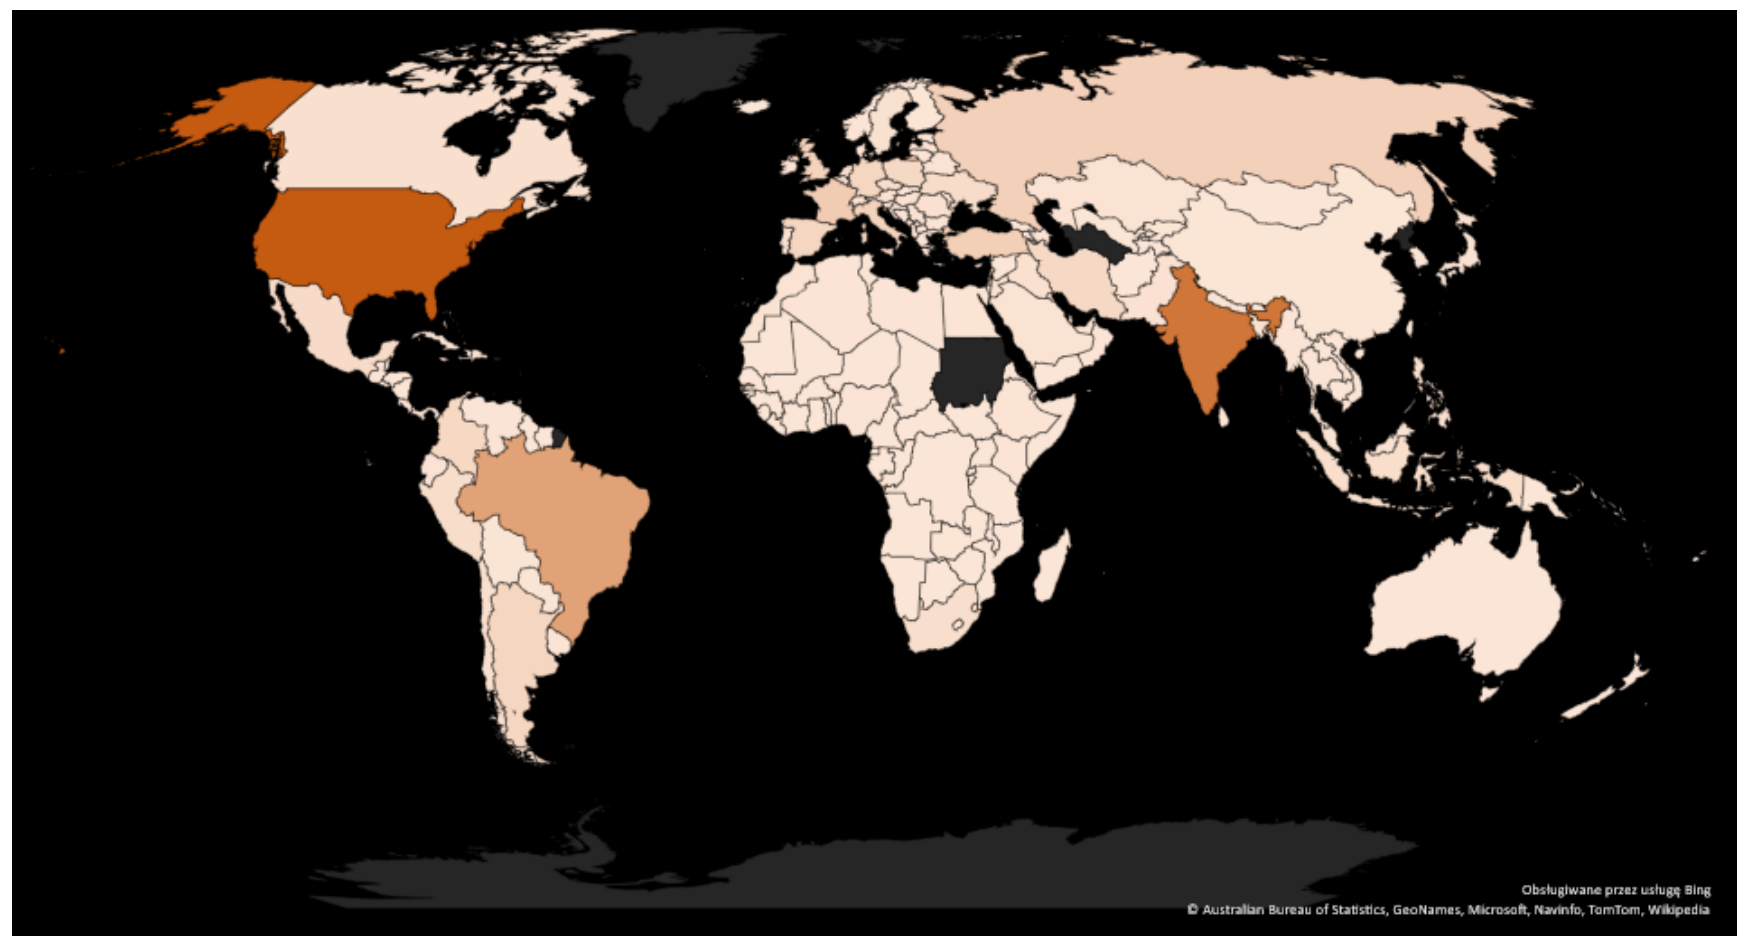 Obsługiwane przez usługę Bing
© Australian Bureau of Statistics, GeoNames, Microsoft, Navinfo, TomTom, Wikipedia